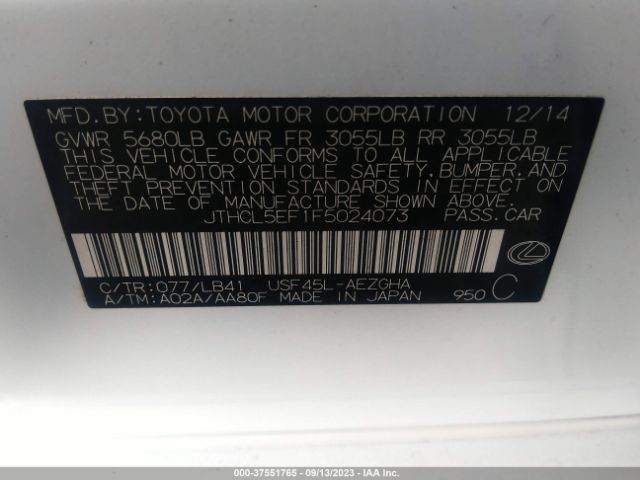 MFD.BY:TOYOTA MOTOR CORPORATION 12/14
GVWR 5680LB GAWR FR 3055LB RR 3055LB
THIS VEHICLE CONFORMS TO ALL APPLICABLE
FEDERAL MOTOR VEHICLE SAFETY,BUMPER,AND
THEFT PREVENTION STANDARDS IN EFFECT ON
THE DATE OF MANUFACTURE SHOWN ABOVE.
JTHCL5EF1F5024073 PASS.CAR
C/TR:077/LB41 USF45L-AEZGHA
A/TM:A02A/AA80F MADE IN JAPAN 950 C
000-37551765 - 09/13/2023 - IAA Inc.